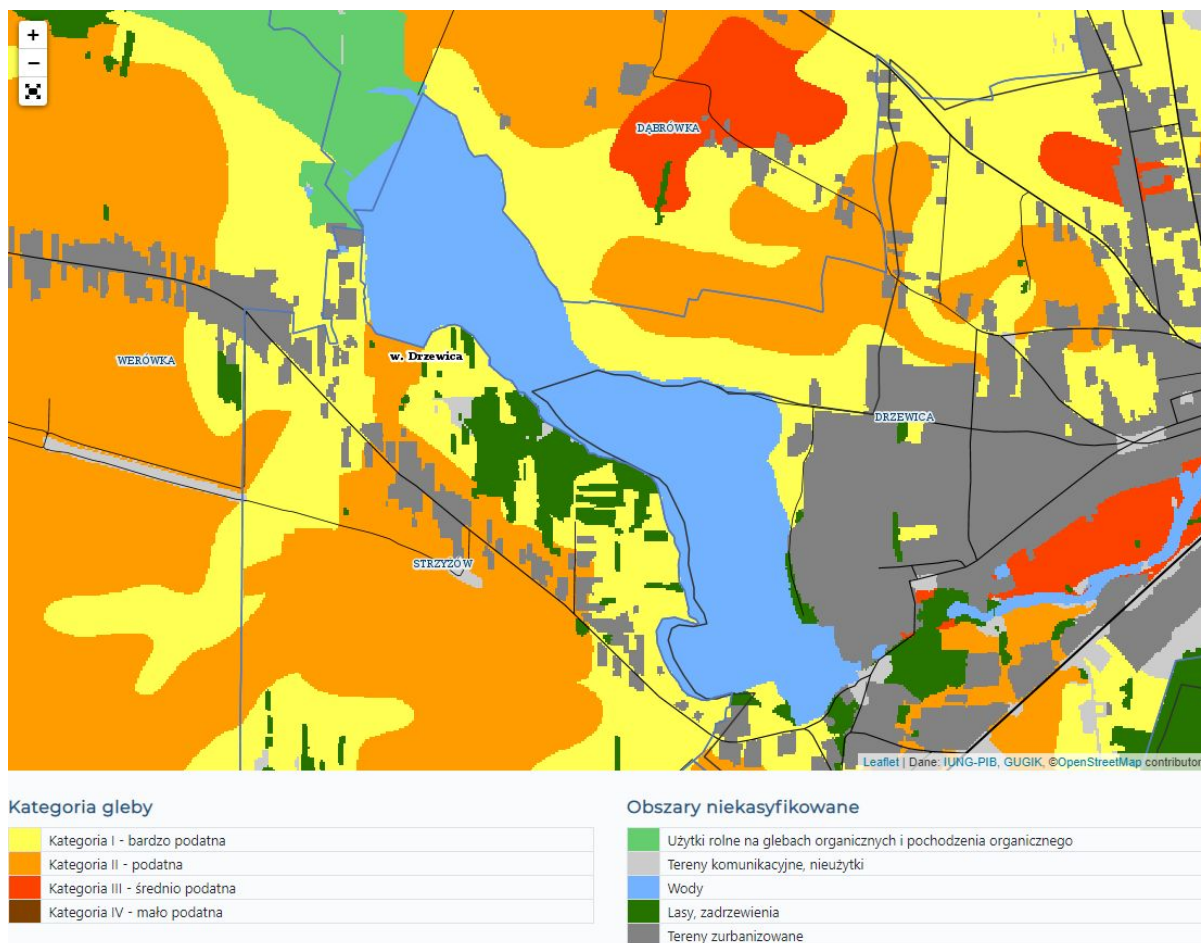 +
−
DĄBRÓWKA
WERÓWKA
w. Drzewica
DRZEWICA
STRZYŻÓW
Leaflet | Dane: IUNG-PIB, GUGIK, ©OpenStreetMap contributor
Kategoria gleby
Kategoria I - bardzo podatna
Kategoria II - podatna
Kategoria III - średnio podatna
Kategoria IV - mało podatna
Obszary niekasyfikowane
Użytki rolne na glebach organicznych i pochodzenia organicznego
Tereny komunikacyjne, nieużytki
Wody
Lasy, zadrzewienia
Tereny zurbanizowane